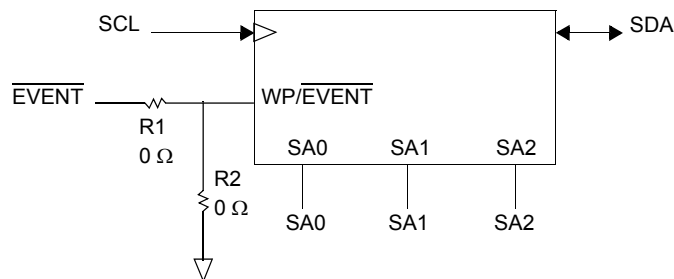 SCL
SDA
EVENT
WP/EVENT
R1
0 Ω
SA0 SA1 SA2
R2
0 Ω
SA0 SA1 SA2